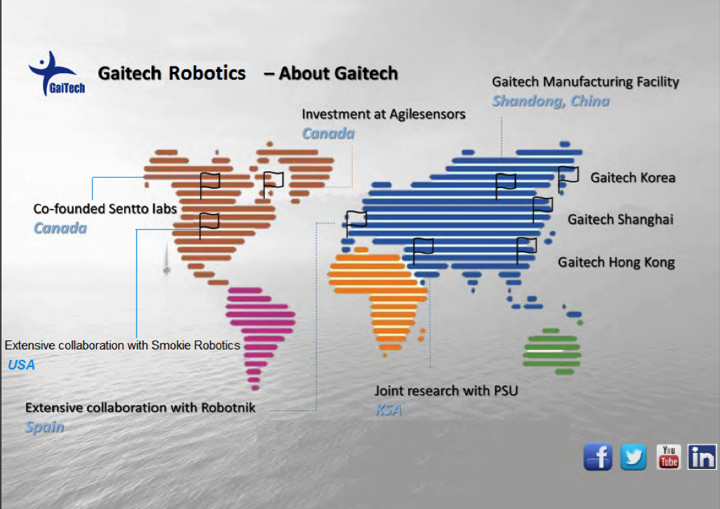 GaiTech
Gaitech Robotics – About Gaitech
Gaitech Manufacturing Facility
Shandong, China
Investment at Agilesensors
Canada
Gaitech Korea
Co-founded Sentto labs
Canada
Gaitech Shanghai
Gaitech Hong Kong
Extensive collaboration with Smokie Robotics
USA
Joint research with PSU
KSA
Extensive collaboration with Robotnik
Spain
f
You
Tube
in